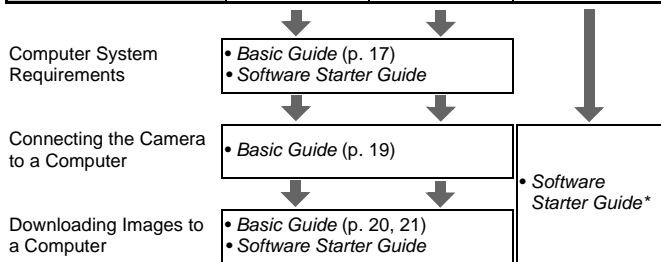 Computer System
Requirements
• Basic Guide (p. 17)
• Software Starter Guide
Connecting the Camera
to a Computer
• Basic Guide (p. 19)
• Software
Starter Guide*
Downloading Images to
a Computer
• Basic Guide (p. 20, 21)
• Software Starter Guide